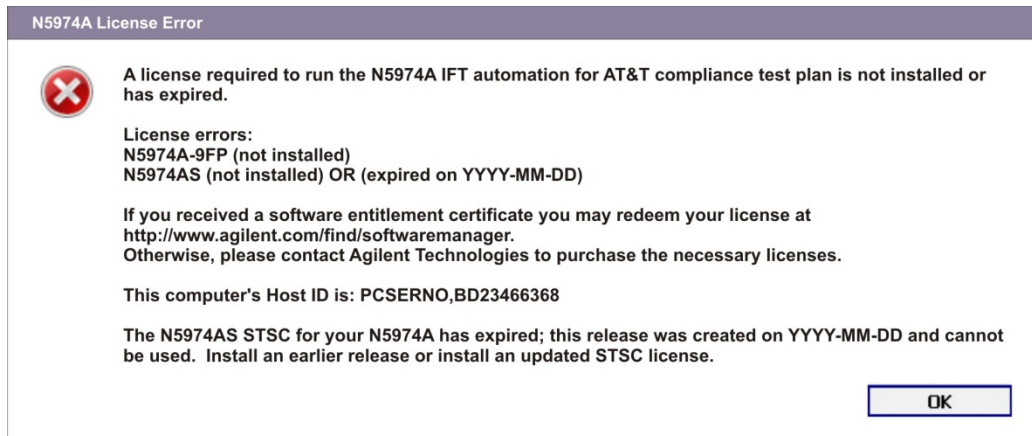 N5974A License Error
A license required to run the N5974A IFT automation for AT&T compliance test plan is not installed or
has expired.
License errors:
N5974A-9FP (not installed)
N5974AS (not installed) OR (expired on YYYY-MM-DD)
If you received a software entitlement certificate you may redeem your license at
http://www.agilent.com/find/softwaremanager.
Otherwise, please contact Agilent Technologies to purchase the necessary licenses.
This computer's Host ID is: PCSERNO,BD23466368
The N5974AS STSC for your N5974A has expired; this release was created on YYYY-MM-DD and cannot
be used. Install an earlier release or install an updated STSC license.
OK